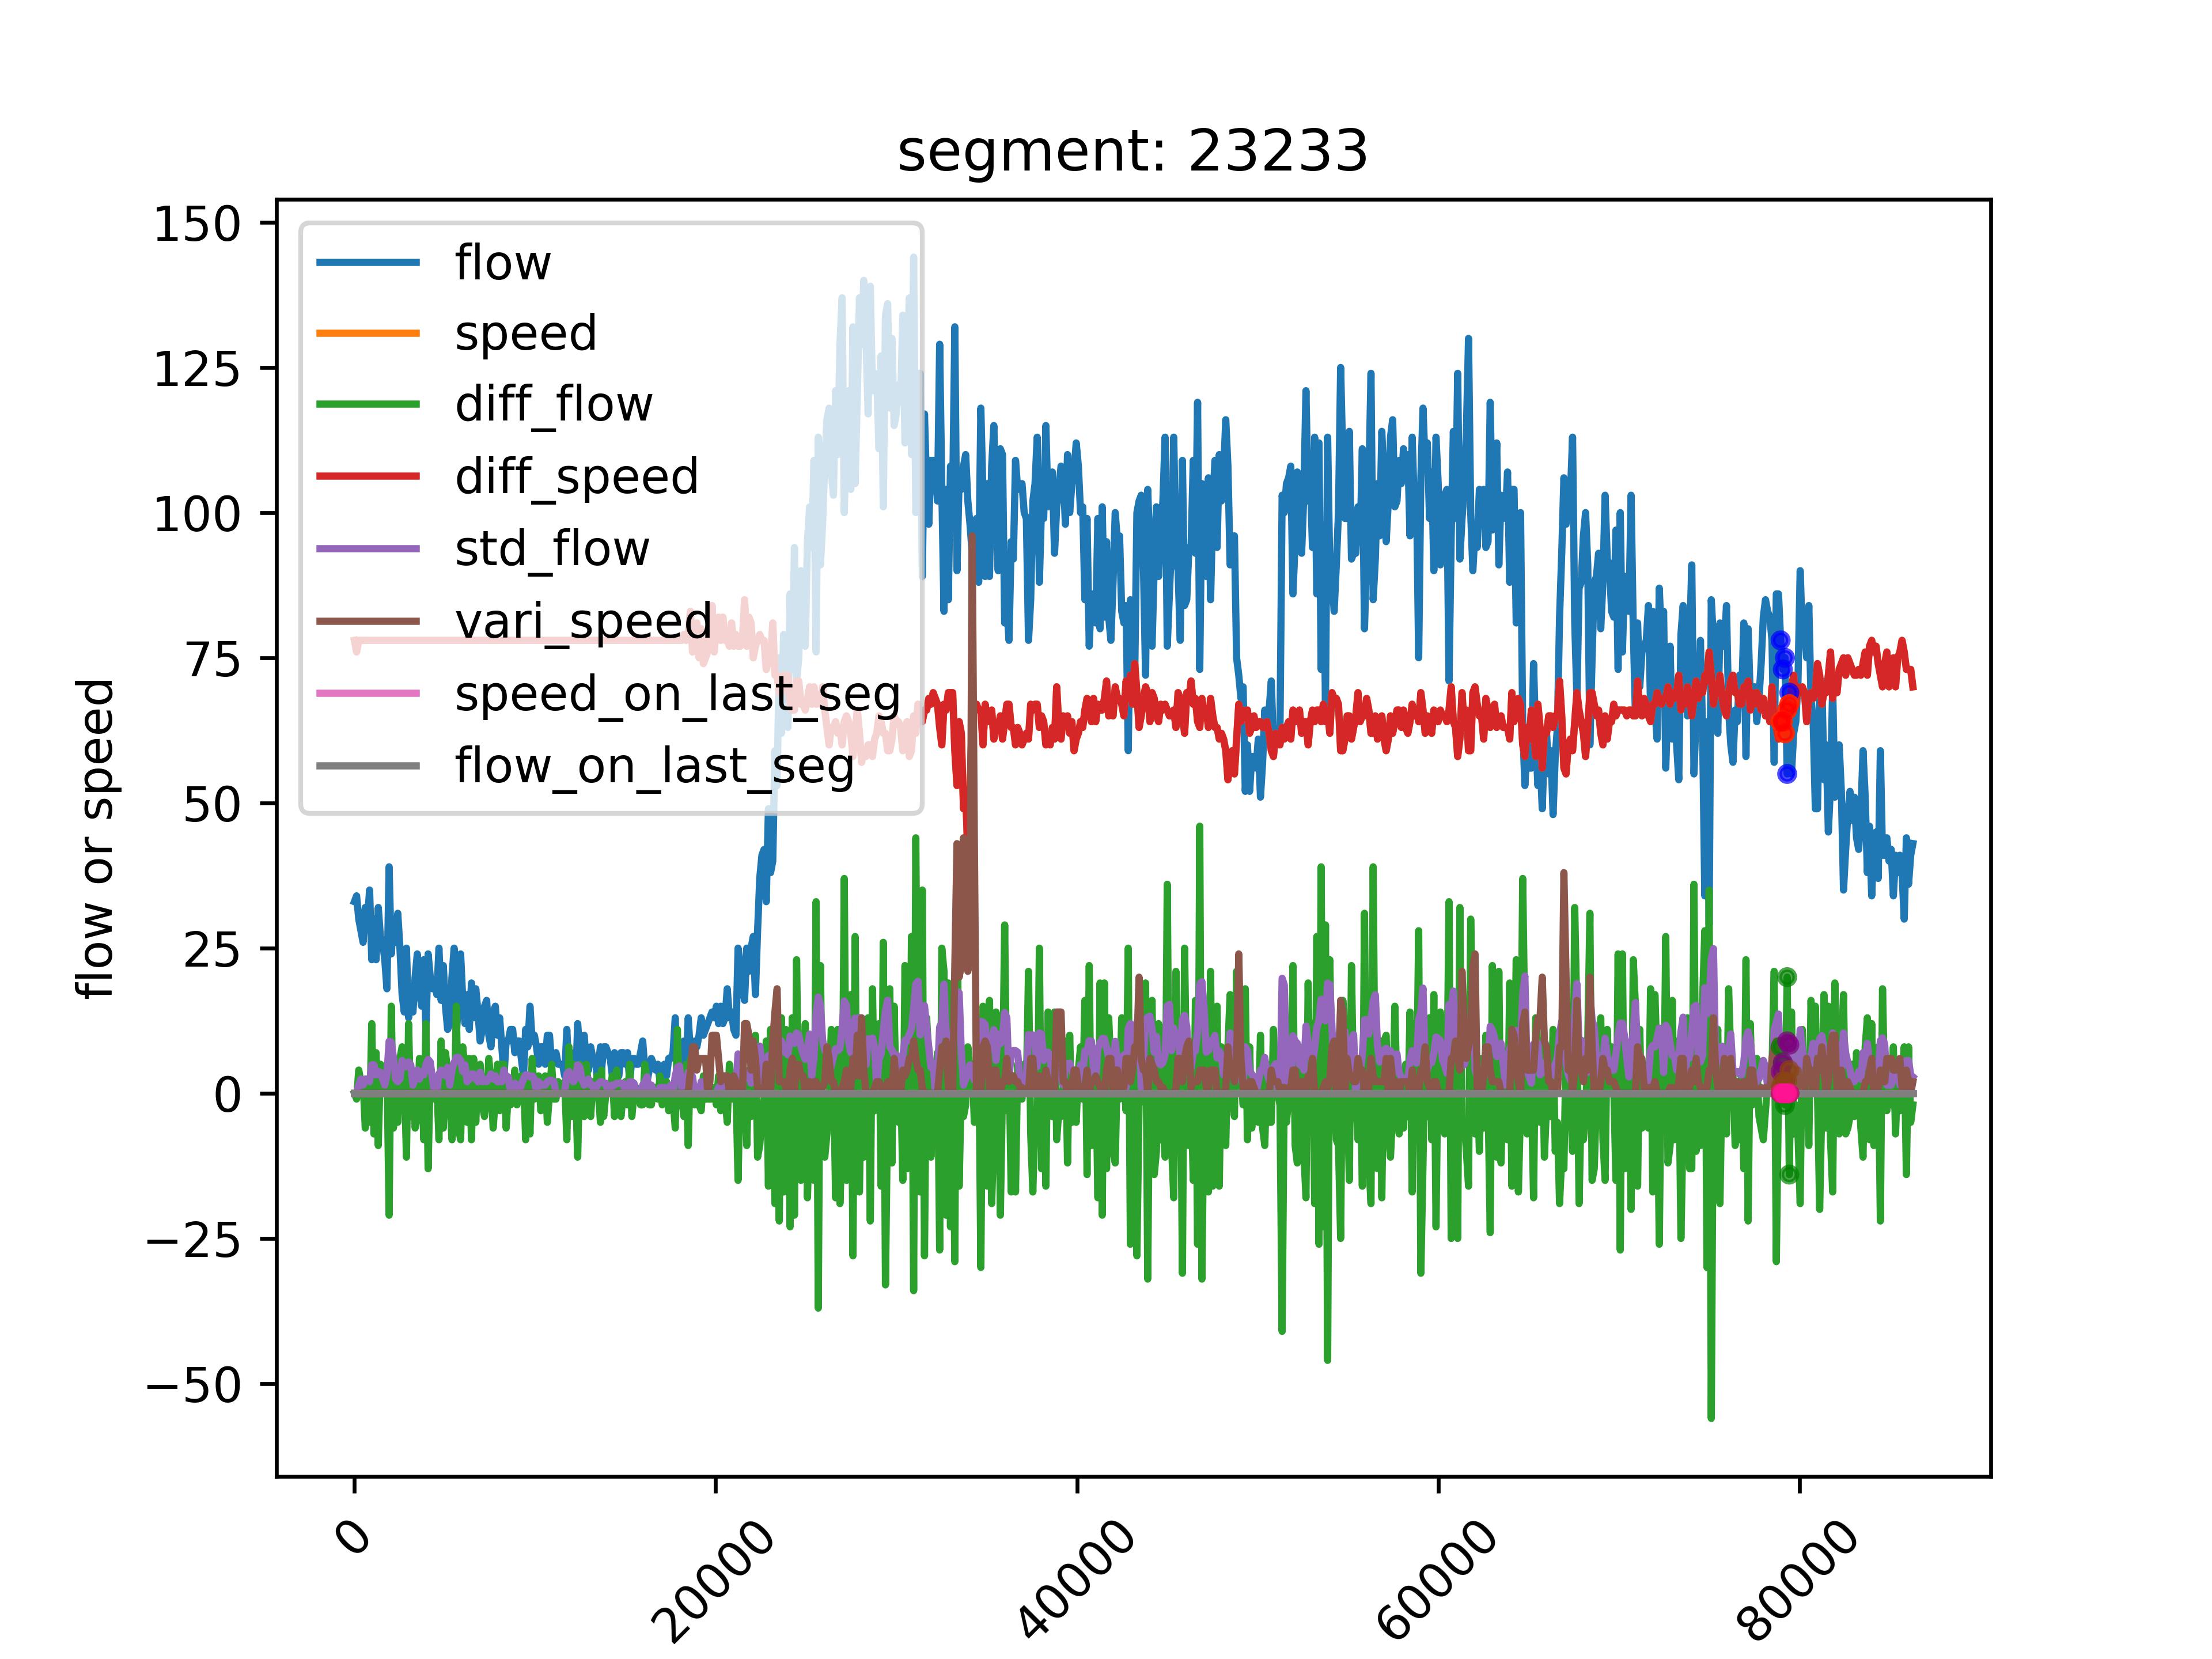 segment: 23233
150
125
100
75
50
25
0
−25
−50
flow or speed
flow
speed
diff_flow
diff_speed
std_flow
vari_speed
speed_on_last_seg
flow_on_last_seg
0
20000
40000
60000
80000